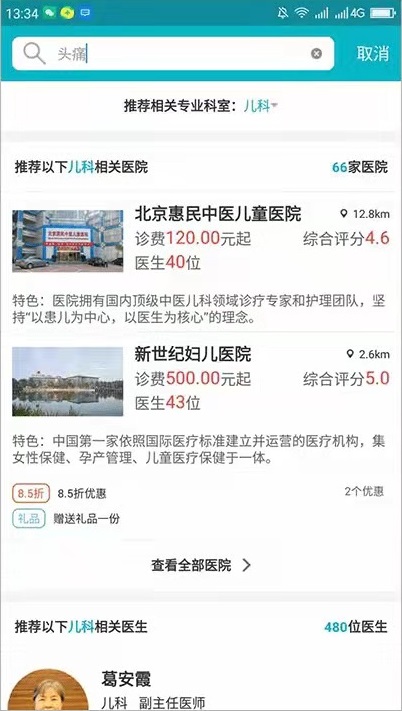 13:34 4G
头痛 取消
推荐相关专业科室：儿科
推荐以下儿科相关医院 66家医院
北京惠民中医儿童医院 12.8km
诊费120.00元起 综合评分4.6
医生40位
特色：医院拥有国内顶级中医儿科领域诊疗专家和护理团队，坚
持“以患儿为中心，以医生为核心”的理念。
新世纪妇儿医院 2.6km
诊费500.00元起 综合评分5.0
医生43位
特色：中国第一家依照国际医疗标准建立并运营的医疗机构，集
女性保健、孕产管理、儿童医疗保健于一体。
8.5折 8.5折优惠 2个优惠
礼品 赠送礼品一份
查看全部医院
推荐以下儿科相关医生 480位医生
葛安霞
儿科 副主任医师